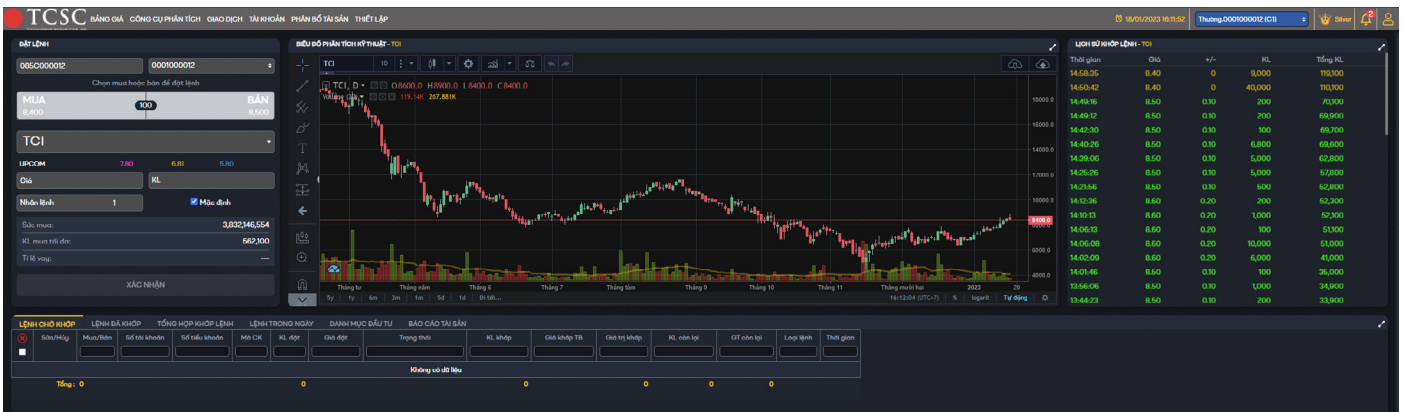 TCSC BẢNG GIÁ CÔNG CỤ PHÂN TÍCH GIAO DỊCH TÀI KHOẢN PHÂN BỔ TÀI SẢN THIẾT LẬP 18/01/2023 16:11:52 Thường.0001000012 (C1) Silver 2
ĐẶT LỆNH
085C000012 0001000012
Chọn mua hoặc bán để đặt lệnh
MUA 100 BÁN
8,400 8,500
TCI
UPCOM 7.80 6.81 5.80
Giá KL
Nhân lệnh 1 Mặc định
Sức mua: 3,832,146,554
KL mua tối đa: 562,100
Tỉ lệ vay: —
XÁC NHẬN
BIỂU ĐỒ PHÂN TÍCH KỸ THUẬT - TCI
TCI 1D
TCI, D O8600.0 H8900.0 L8400.0 C8400.0
Volume (20) 119.14K 267.881K
18000.0
16000.0
14000.0
12000.0
10000.0
8400.0
6000.0
4000.0
Tháng tư Tháng năm Tháng 6 Tháng 7 Tháng tám Tháng 9 Tháng 10 Tháng 11 Tháng mười hai 2023 20
5y 1y 6m 3m 1m 5d 1d Đi tới... 16:12:04 (UTC+7) % logarit Tự động
LỊCH SỬ KHỚP LỆNH - TCI
Thời gian Giá +/- KL Tổng KL
14:58:35 8.40 0 9,000 119,100
14:50:42 8.40 0 40,000 110,100
14:49:16 8.50 0.10 200 70,100
14:49:12 8.50 0.10 200 69,900
14:42:30 8.50 0.10 100 69,700
14:40:26 8.50 0.10 6,800 69,600
14:39:06 8.50 0.10 5,000 62,800
14:25:26 8.50 0.10 5,000 57,800
14:21:56 8.50 0.10 500 52,800
14:12:36 8.60 0.20 200 52,300
14:10:13 8.60 0.20 1,000 52,100
14:06:13 8.60 0.20 100 51,100
14:06:08 8.60 0.20 10,000 51,000
14:02:09 8.60 0.20 6,000 41,000
14:01:46 8.50 0.10 100 35,000
13:56:06 8.50 0.10 1,000 34,900
13:44:23 8.50 0.10 200 33,900
LỆNH CHỜ KHỚP LỆNH ĐÃ KHỚP TỔNG HỢP KHỚP LỆNH LỆNH TRONG NGÀY DANH MỤC ĐẦU TƯ BÁO CÁO TÀI SẢN
Sửa/Hủy Mua/Bán Số tài khoản Số tiểu khoản Mã CK KL đặt Giá đặt Trạng thái KL khớp Giá khớp TB Giá trị khớp KL còn lại GT còn lại Loại lệnh Thời gian
Không có dữ liệu
Tổng : 0 0 0 0 0 0